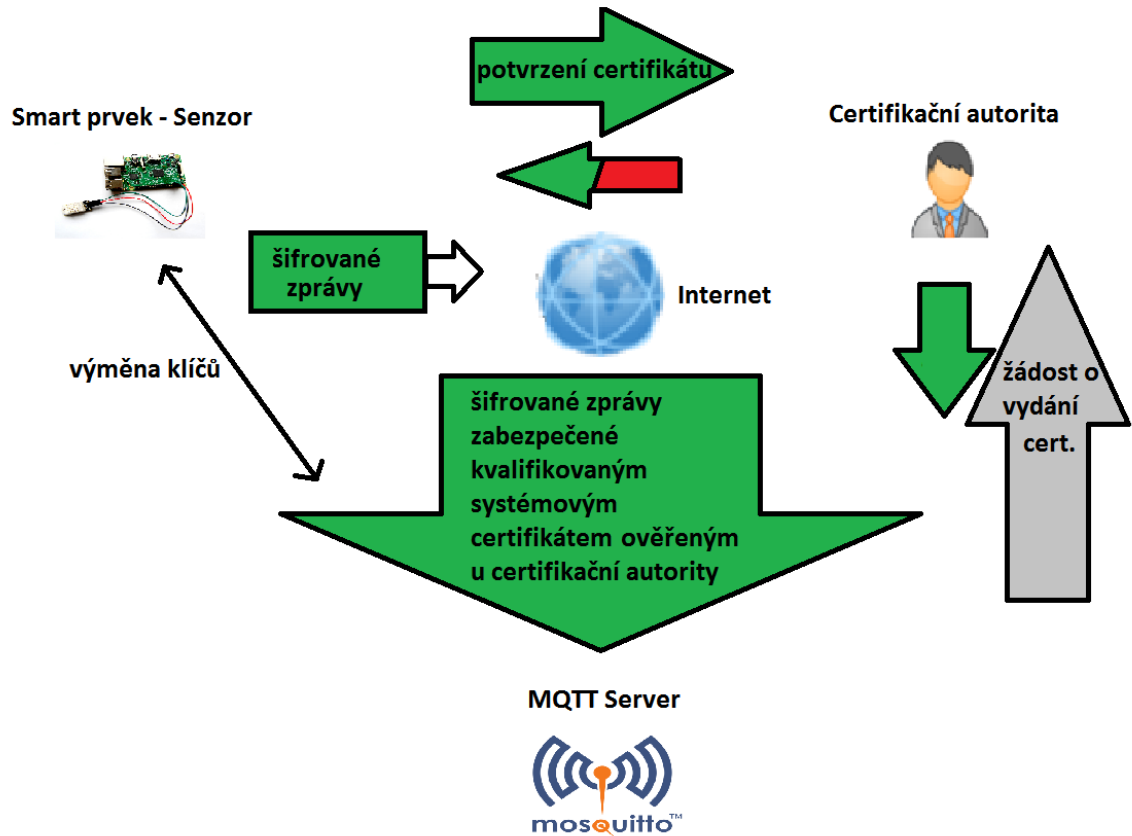 potvrzení certifikátu
Smart prvek - Senzor
Certifikační autorita
šifrované
zprávy
Internet
výměna klíčů
žádost o
vydání
cert.
šifrované zprávy
zabezpečené
kvalifikovaným
systémovým
certifikátem ověřeným
u certifikační autority
MQTT Server
mosquitto™